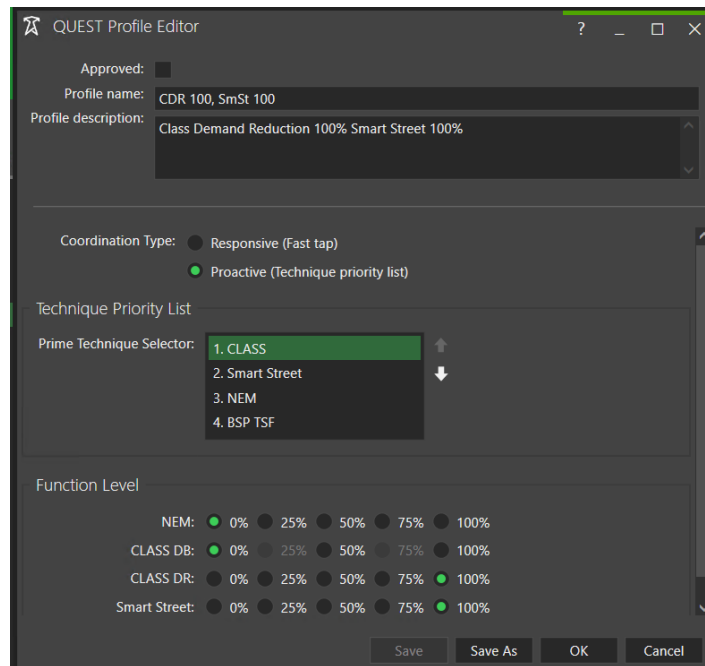 QUEST Profile Editor ?
Approved:
Profile name: CDR 100, SmSt 100
Profile description: Class Demand Reduction 100% Smart Street 100%
Coordination Type: Responsive (Fast tap)
Proactive (Technique priority list)
Technique Priority List
Prime Technique Selector: 1. CLASS
2. Smart Street
3. NEM
4. BSP TSF
Function Level
NEM: 0% 25% 50% 75% 100%
CLASS DB: 0% 25% 50% 75% 100%
CLASS DR: 0% 25% 50% 75% 100%
Smart Street: 0% 25% 50% 75% 100%
Save Save As OK Cancel